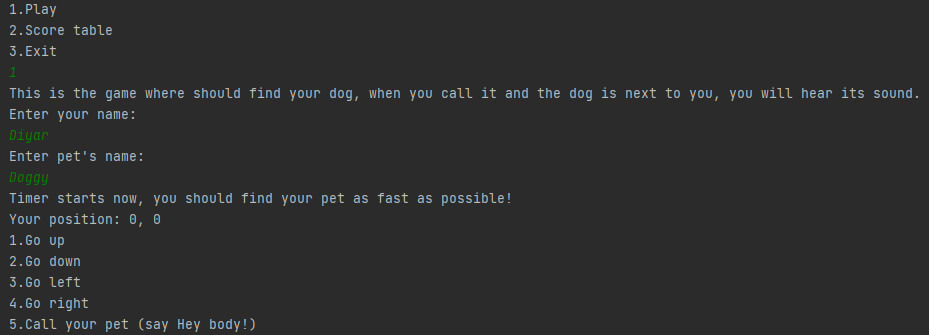 1.Play
2.Score table
3.Exit
1
This is the game where should find your dog, when you call it and the dog is next to you, you will hear its sound.
Enter your name:
Diyar
Enter pet's name:
Doggy
Timer starts now, you should find your pet as fast as possible!
Your position: 0, 0
1.Go up
2.Go down
3.Go left
4.Go right
5.Call your pet (say Hey body!)